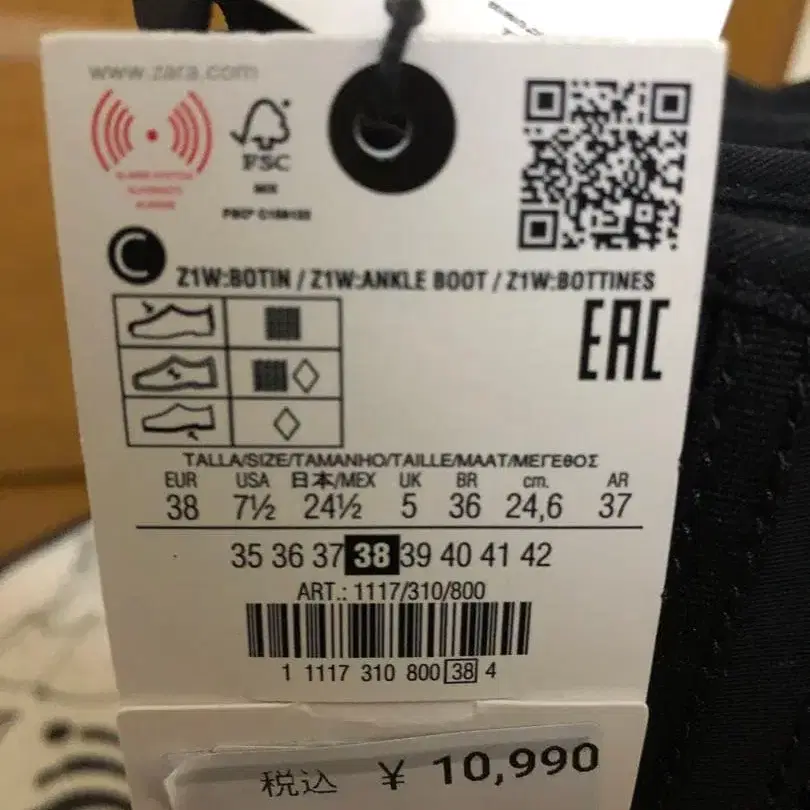 www.zara.com
FSC
MIX
Z1W:BOTIN / Z1W:ANKLE BOOT / Z1W:BOTTINES
EAC
TALLA/SIZE/TAMANHO/TAILLE/MAAT/ΜΕΓΕΘΟΣ
EUR USA 日本/MEX UK BR cm. AR
38 7½ 24½ 5 36 24,6 37
35 36 37 38 39 40 41 42
ART.: 1117/310/800
1 1117 310 800 38 4
税込 ¥ 10,990